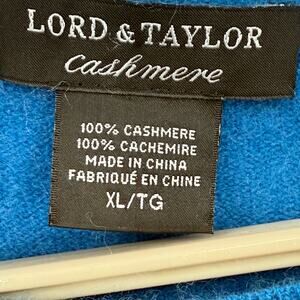 LORD & TAYLOR
cashmere
100% CASHMERE
100% CACHEMIRE
MADE IN CHINA
FABRIQUÉ EN CHINE
XL/TG